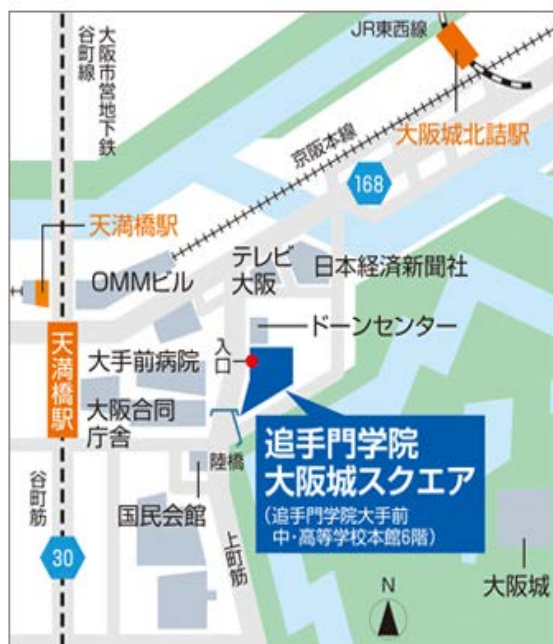 JR東西線
大阪市営地下鉄
谷町線
大阪城北詰駅
京阪本線
168
天満橋駅
OMMビル
テレビ
大阪
日本経済新聞社
ドーンセンター
天満橋駅
大手前病院
入口
大阪合同
庁舎
陸橋
追手門学院
大阪城スクエア
(追手門学院大手前
中・高等学校本館6階)
国民会館
谷町筋
上町筋
30
N
大阪城